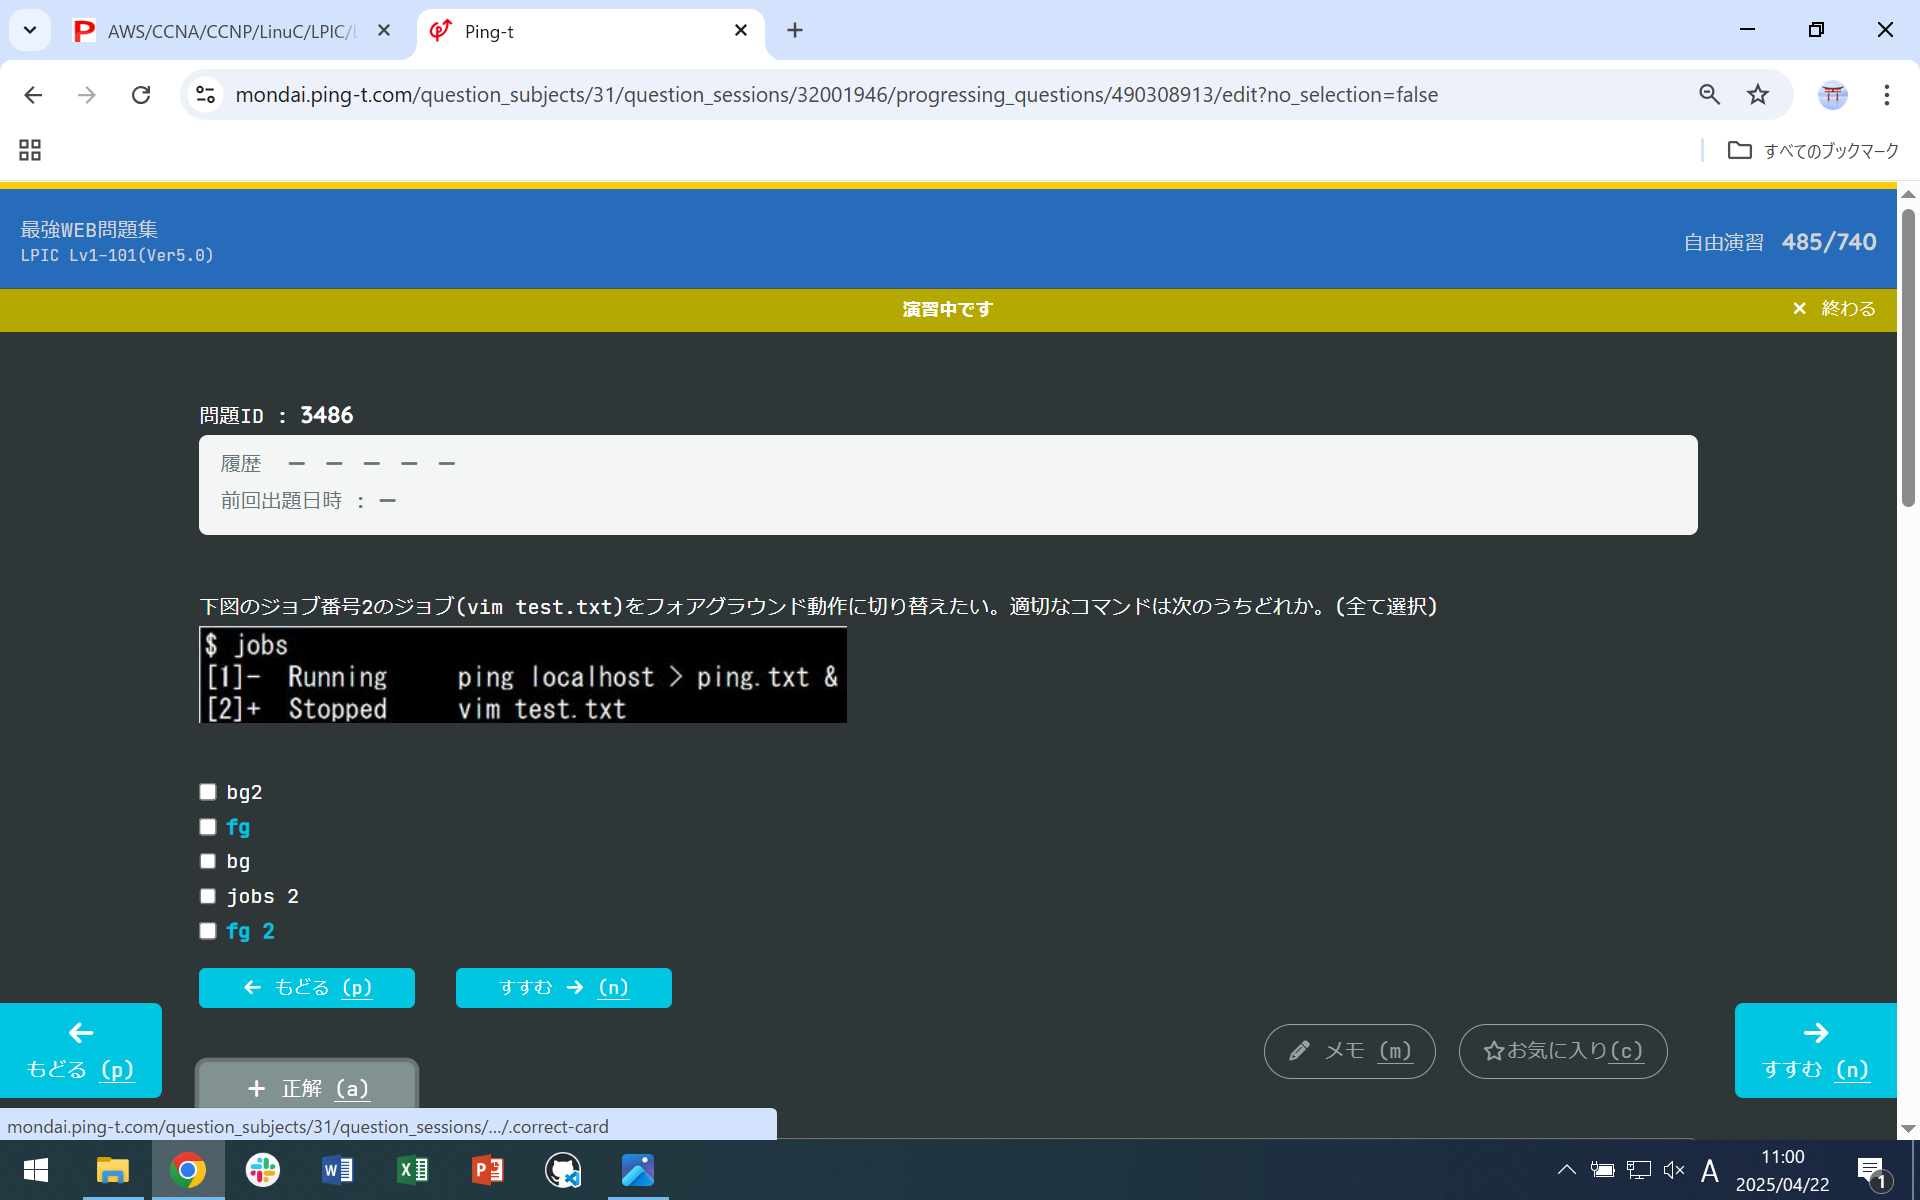 AWS/CCNA/CCNP/LinuC/LPIC/
Ping-t
mondai.ping-t.com/question_subjects/31/question_sessions/32001946/progressing_questions/490308913/edit?no_selection=false
すべてのブックマーク
最強WEB問題集
LPIC Lv1-101(Ver5.0)
自由演習 485/740
演習中です
× 終わる
問題ID : 3486
履歴 ー ー ー ー ー
前回出題日時 : ー
下図のジョブ番号2のジョブ(vim test.txt)をフォアグラウンド動作に切り替えたい。適切なコマンドは次のうちどれか。(全て選択)
$ jobs
[1]- Running ping localhost > ping.txt &
[2]+ Stopped vim test.txt
bg2
fg
bg
jobs 2
fg 2
← もどる (p)
すすむ → (n)
← もどる (p)
メモ (m)
☆お気に入り(c)
→ すすむ (n)
+ 正解 (a)
mondai.ping-t.com/question_subjects/31/question_sessions/.../.correct-card
A
11:00
2025/04/22
1